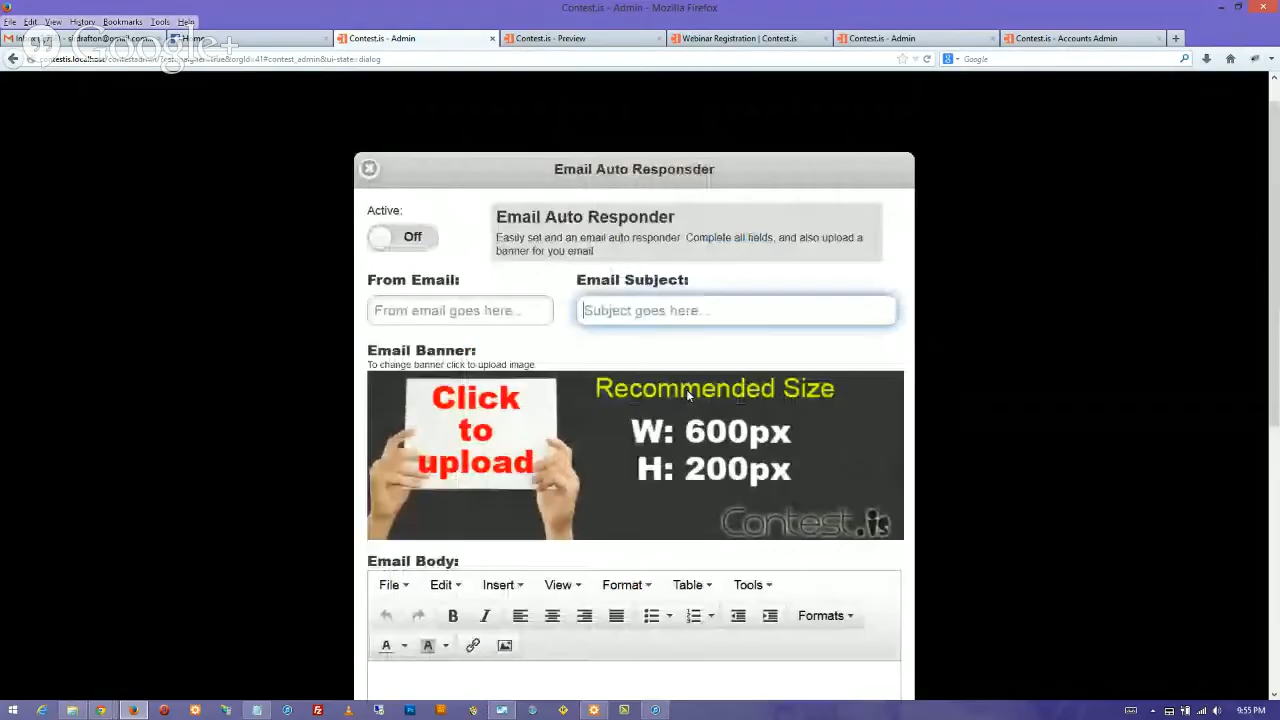 Contest.is - Admin - Mozilla Firefox
File Edit View History Bookmarks Tools Help
Google+
Contest.is - Admin
Contest.is - Preview
Webinar Registration | Contest.is
Contest.is - Admin
Contest.is - Accounts Admin
Google
Email Auto Responsder
Active:
Off
Email Auto Responder
Easily set and an email auto responder. Complete all fields, and also upload a
banner for you email
From Email:
Email Subject:
From email goes here...
Subject goes here...
Email Banner:
To change banner click to upload image
Click
to
upload
Recommended Size
W: 600px
H: 200px
Contest.is
Email Body:
File Edit Insert View Format Table Tools
B I Formats
A A
9:55 PM